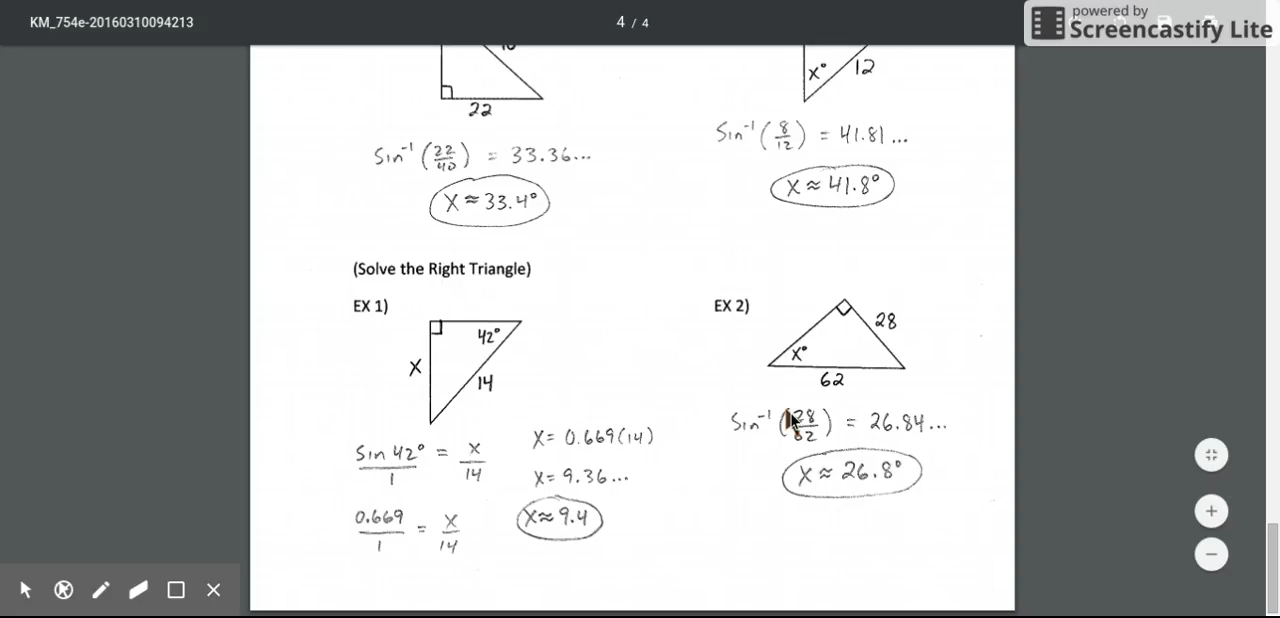 KM_754e-20160310094213
4 / 4
powered by
Screencastify Lite
22
x° 12
Sin⁻¹ (22/40) = 33.36...
X ≈ 33.4°
Sin⁻¹ (8/12) = 41.81...
X ≈ 41.8°
(Solve the Right Triangle)
EX 1)
42°
X
14
Sin 42°/1 = X/14
0.669/1 = X/14
X = 0.669(14)
X = 9.36...
X ≈ 9.4
EX 2)
28
x°
62
Sin⁻¹ (28/62) = 26.84...
X ≈ 26.8°